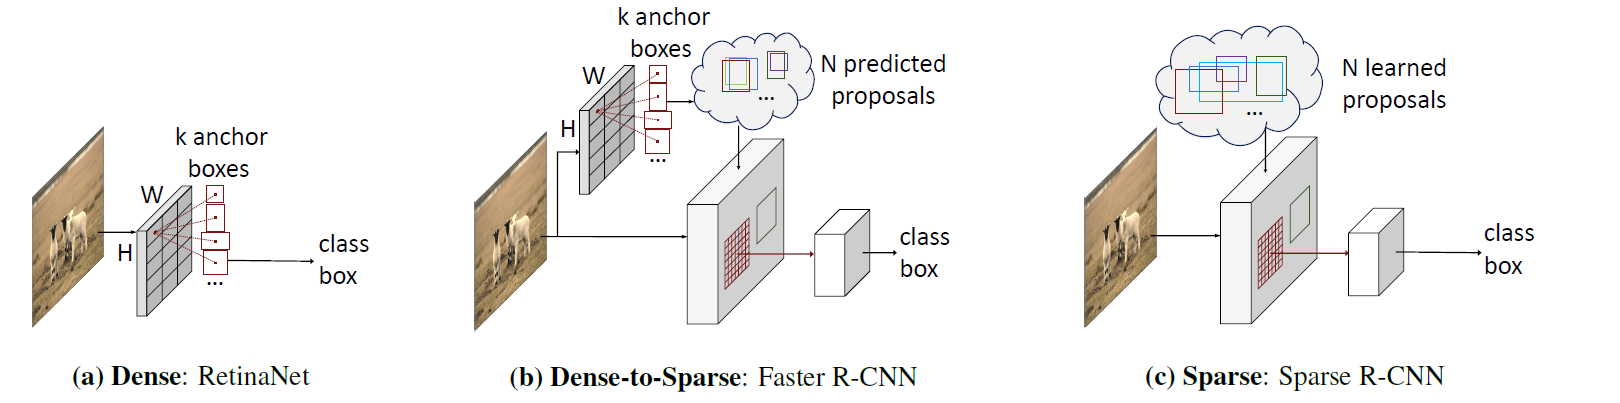 k anchor
boxes
W
H
...
class
box
(a) Dense: RetinaNet
k anchor
boxes
W
H
...
...
N predicted
proposals
class
box
(b) Dense-to-Sparse: Faster R-CNN
...
N learned
proposals
class
box
(c) Sparse: Sparse R-CNN